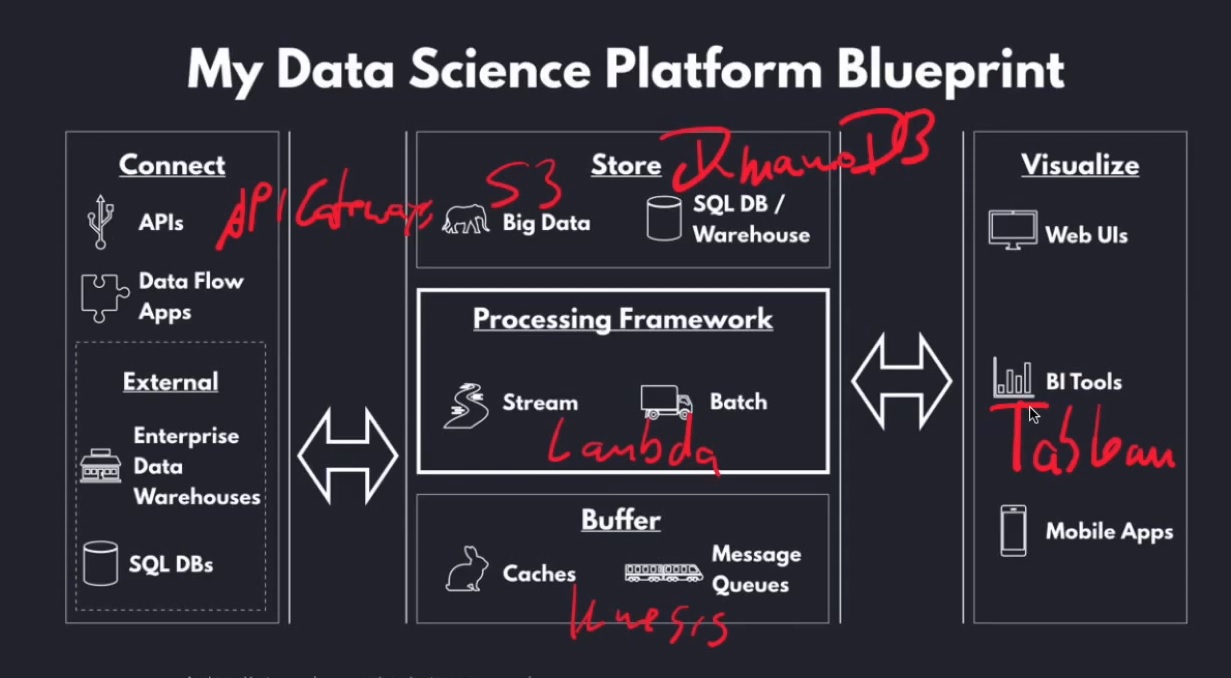 My Data Science Platform Blueprint
Connect
APIs
API Gateway
Data Flow
Apps
External
Enterprise
Data
Warehouses
SQL DBs
Store
S3
Big Data
SQL DB /
Warehouse
Processing Framework
Stream
Batch
Lambda
Buffer
Caches
Message
Queues
Kinesis
Visualize
Web UIs
BI Tools
Tableau
Mobile Apps